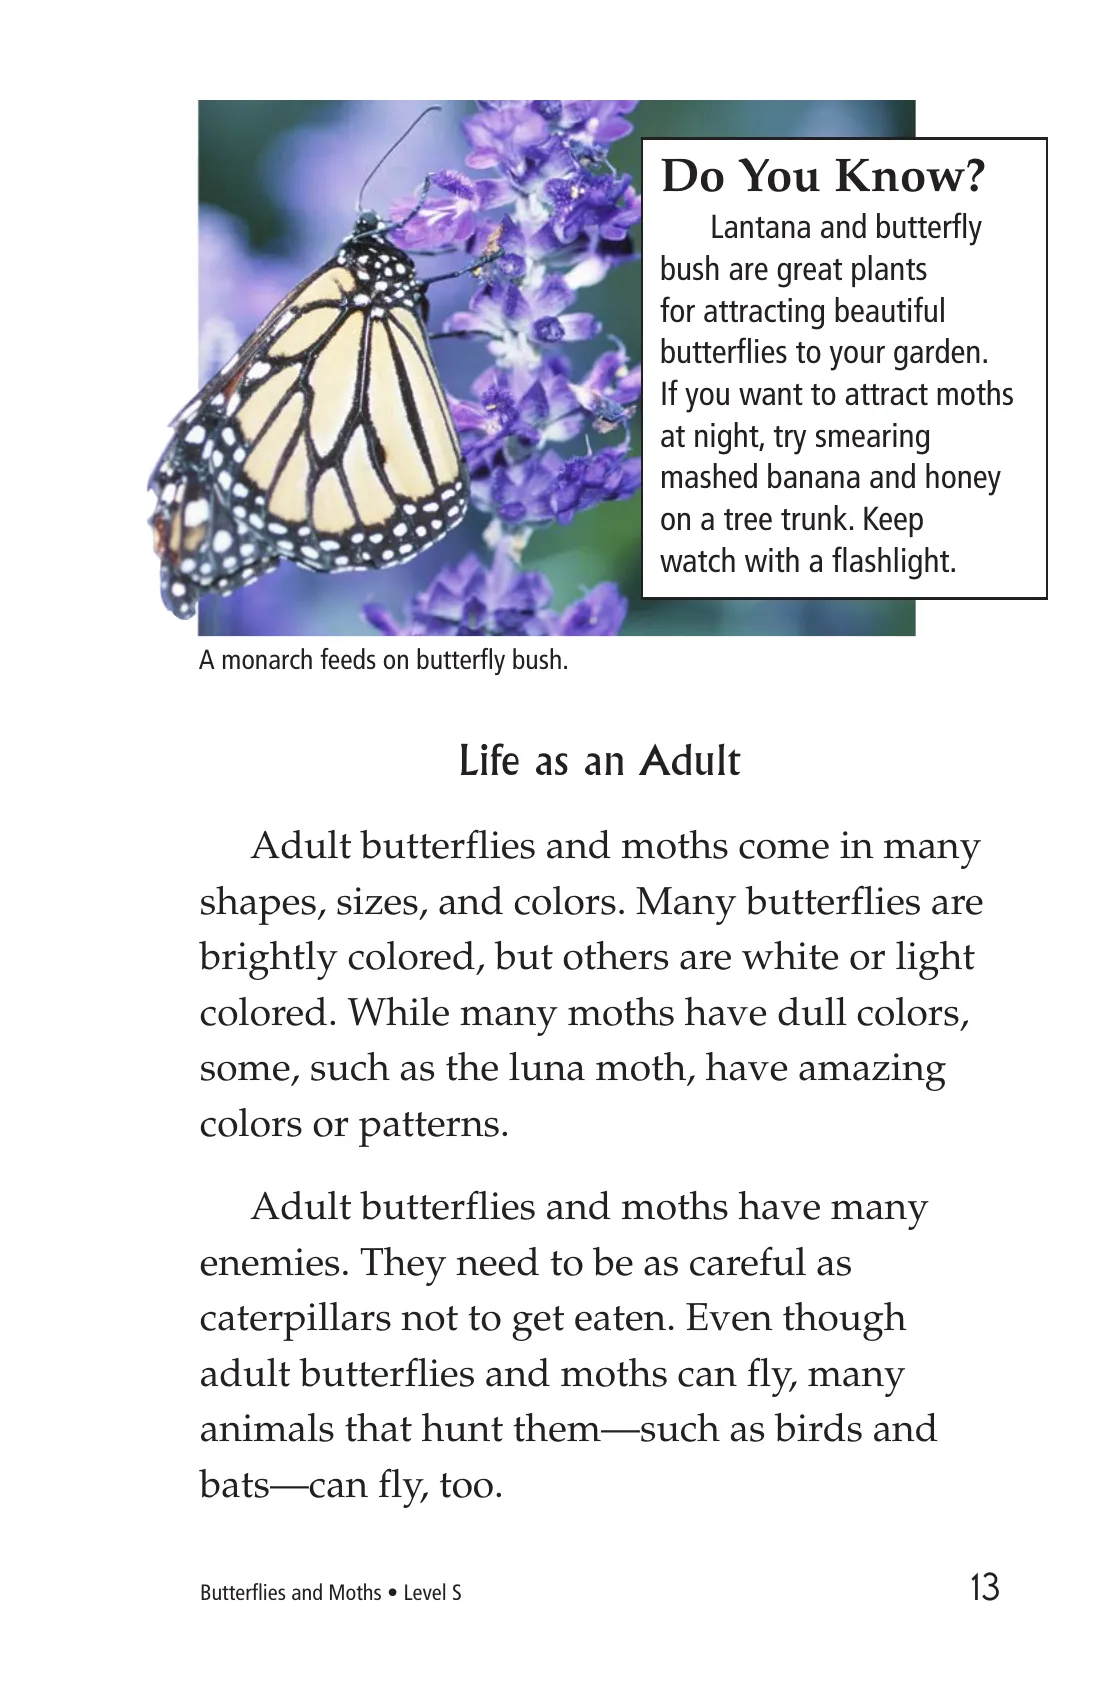 Do You Know?
Lantana and butterfly
bush are great plants
for attracting beautiful
butterflies to your garden.
If you want to attract moths
at night, try smearing
mashed banana and honey
on a tree trunk. Keep
watch with a flashlight.
A monarch feeds on butterfly bush.
Life as an Adult
Adult butterflies and moths come in many
shapes, sizes, and colors. Many butterflies are
brightly colored, but others are white or light
colored. While many moths have dull colors,
some, such as the luna moth, have amazing
colors or patterns.
Adult butterflies and moths have many
enemies. They need to be as careful as
caterpillars not to get eaten. Even though
adult butterflies and moths can fly, many
animals that hunt them—such as birds and
bats—can fly, too.
Butterflies and Moths • Level S
13